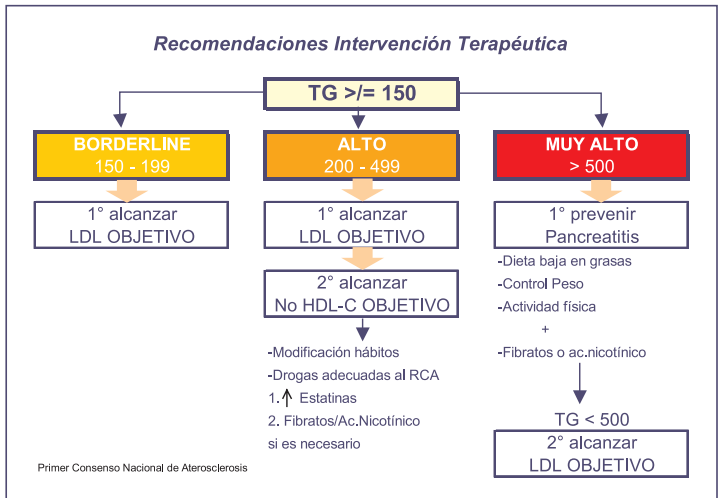 Recomendaciones Intervención Terapéutica
TG >/= 150
BORDERLINE
150 - 199
1° alcanzar
LDL OBJETIVO
ALTO
200 - 499
1° alcanzar
LDL OBJETIVO
2° alcanzar
No HDL-C OBJETIVO
-Modificación hábitos
-Drogas adecuadas al RCA
1.↑ Estatinas
2. Fibratos/Ac.Nicotínico
si es necesario
MUY ALTO
> 500
1° prevenir
Pancreatitis
-Dieta baja en grasas
-Control Peso
-Actividad física
+
-Fibratos o ac.nicotínico
TG < 500
2° alcanzar
LDL OBJETIVO
Primer Consenso Nacional de Aterosclerosis